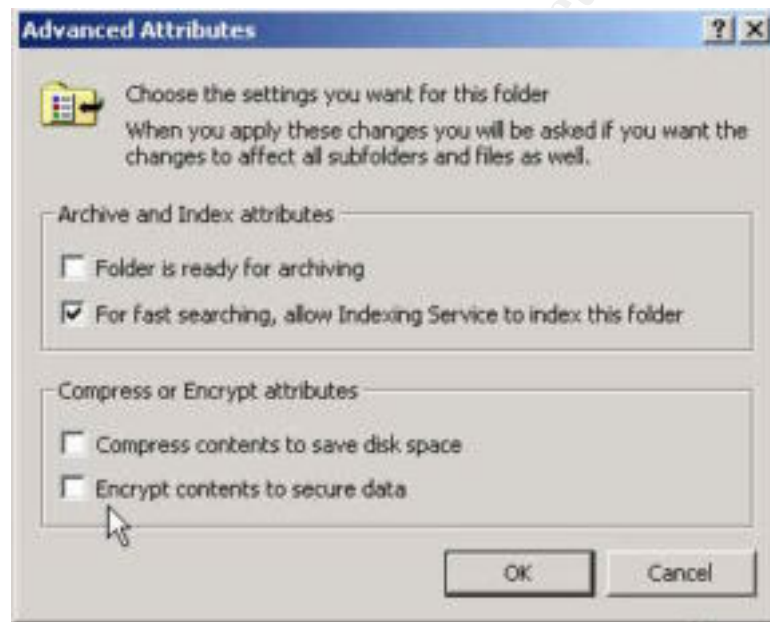 Advanced Attributes
Choose the settings you want for this folder
When you apply these changes you will be asked if you want the
changes to affect all subfolders and files as well.
Archive and Index attributes
Folder is ready for archiving
For fast searching, allow Indexing Service to index this folder
Compress or Encrypt attributes
Compress contents to save disk space
Encrypt contents to secure data
OK
Cancel